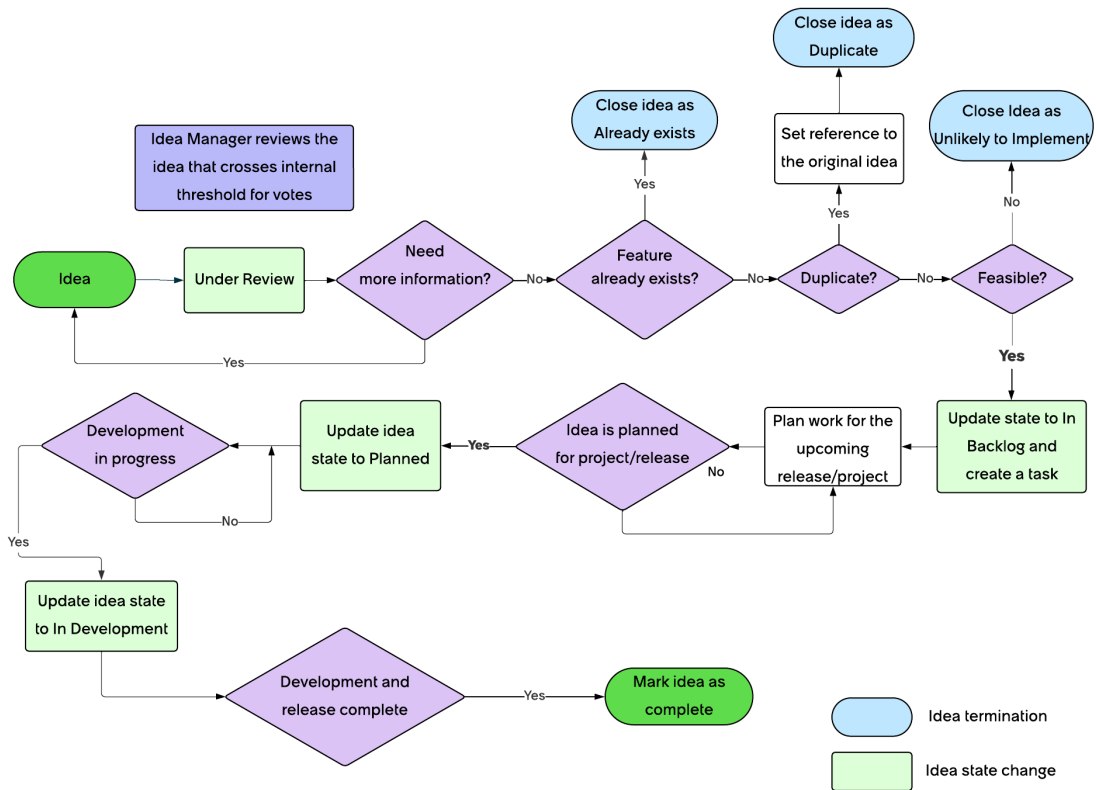 Close idea as
Duplicate
Close idea as
Already exists
Close Idea as
Unlikely to Implement
Set reference to
the original idea
Idea Manager reviews the
idea that crosses internal
threshold for votes
Yes
Yes
No
Idea
Under Review
Need
more information?
No
Feature
already exists?
No
Duplicate?
No
Feasible?
Yes
Yes
Development
in progress
Update idea
state to Planned
Yes
Idea is planned
for project/release
No
Plan work for the
upcoming
release/project
Update state to In
Backlog and
create a task
No
Yes
Update idea state
to In Development
Development and
release complete
Yes
Mark idea as
complete
Idea termination
Idea state change